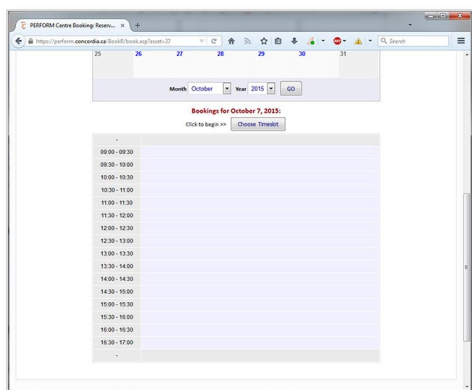 PERFORM Centre Booking: Reserv...
https://perform.concordia.ca/BookIt/book.asp?asset=37
Search
25 26 27 28 29 30 31
Month October Year 2015 GO
Bookings for October 7, 2015:
Click to begin >> Choose Timeslot
-
09:00 - 09:30
09:30 - 10:00
10:00 - 10:30
10:30 - 11:00
11:00 - 11:30
11:30 - 12:00
12:00 - 12:30
12:30 - 13:00
13:00 - 13:30
13:30 - 14:00
14:00 - 14:30
14:30 - 15:00
15:00 - 15:30
15:30 - 16:00
16:00 - 16:30
16:30 - 17:00
-